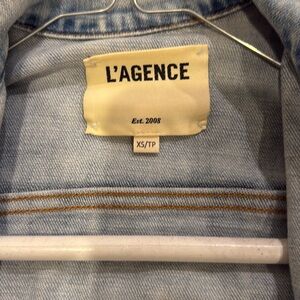 L'AGENCE
Est. 2008
XS/TP